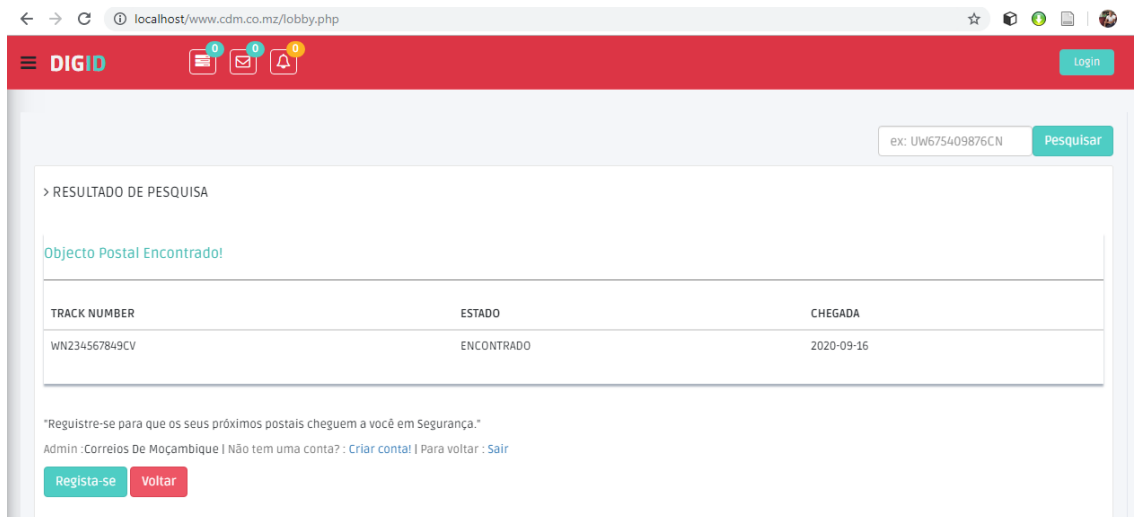 localhost/www.cdm.co.mz/lobby.php
DIGID 0 0 0 Login
ex: UW675409876CN Pesquisar
> RESULTADO DE PESQUISA
Objecto Postal Encontrado!
TRACK NUMBER ESTADO CHEGADA
WN234567849CV ENCONTRADO 2020-09-16
"Reguistre-se para que os seus próximos postais cheguem a você em Segurança."
Admin :Correios De Moçambique | Não tem uma conta? : Criar conta! | Para voltar : Sair
Regista-se Voltar